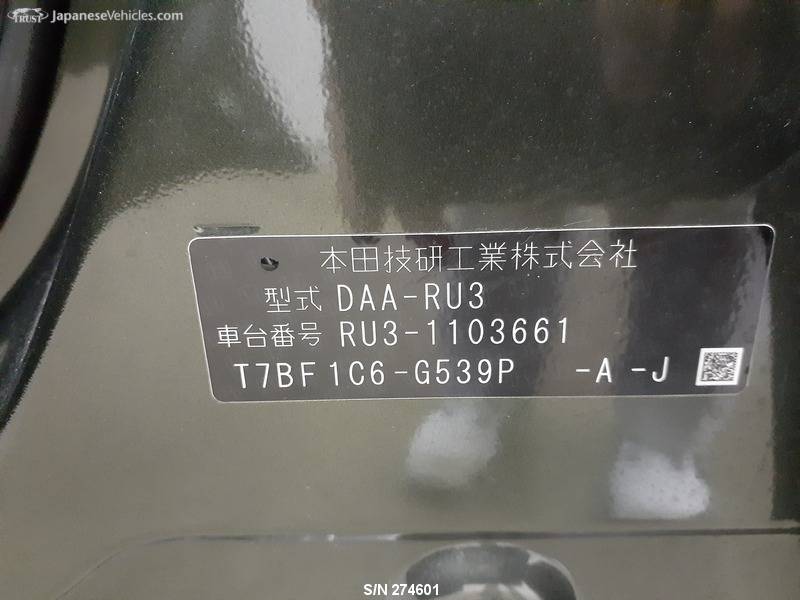 TRUST JapaneseVehicles.com
本田技研工業株式会社
型式 DAA-RU3
車台番号 RU3-1103661
T7BF1C6-G539P -A -J
S/N 274601